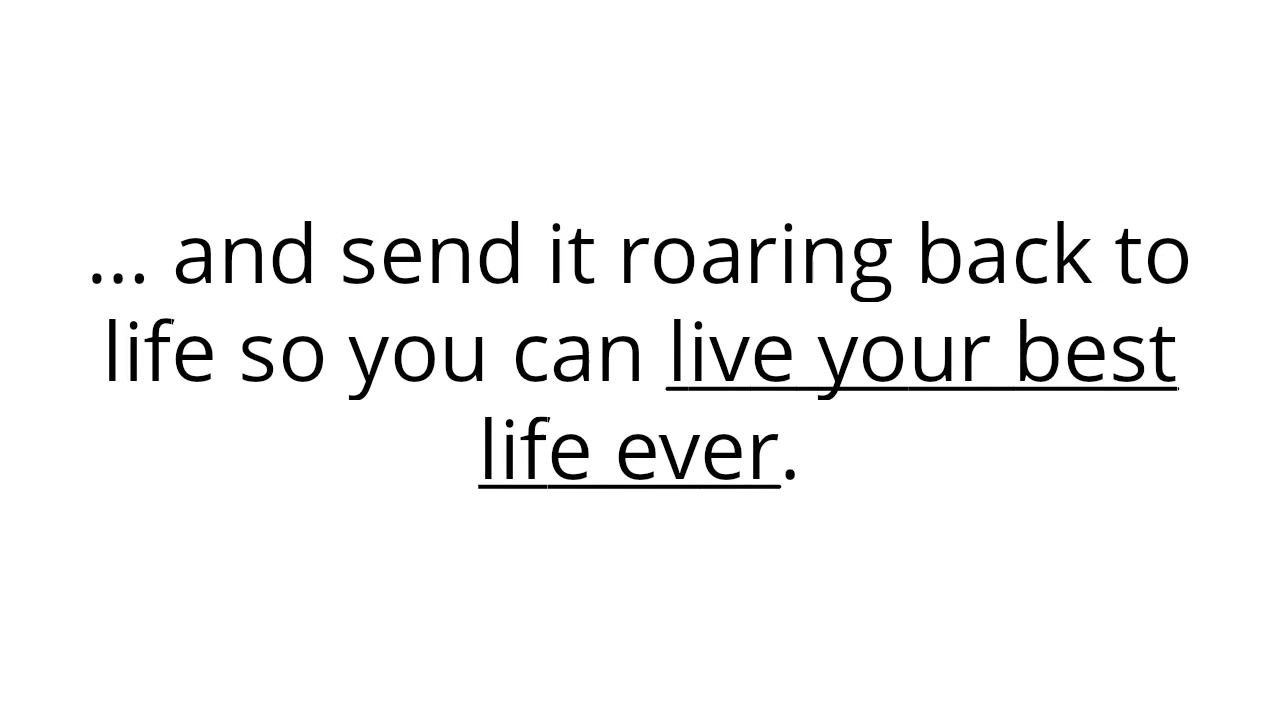 ... and send it roaring back to
life so you can live your best
life ever.